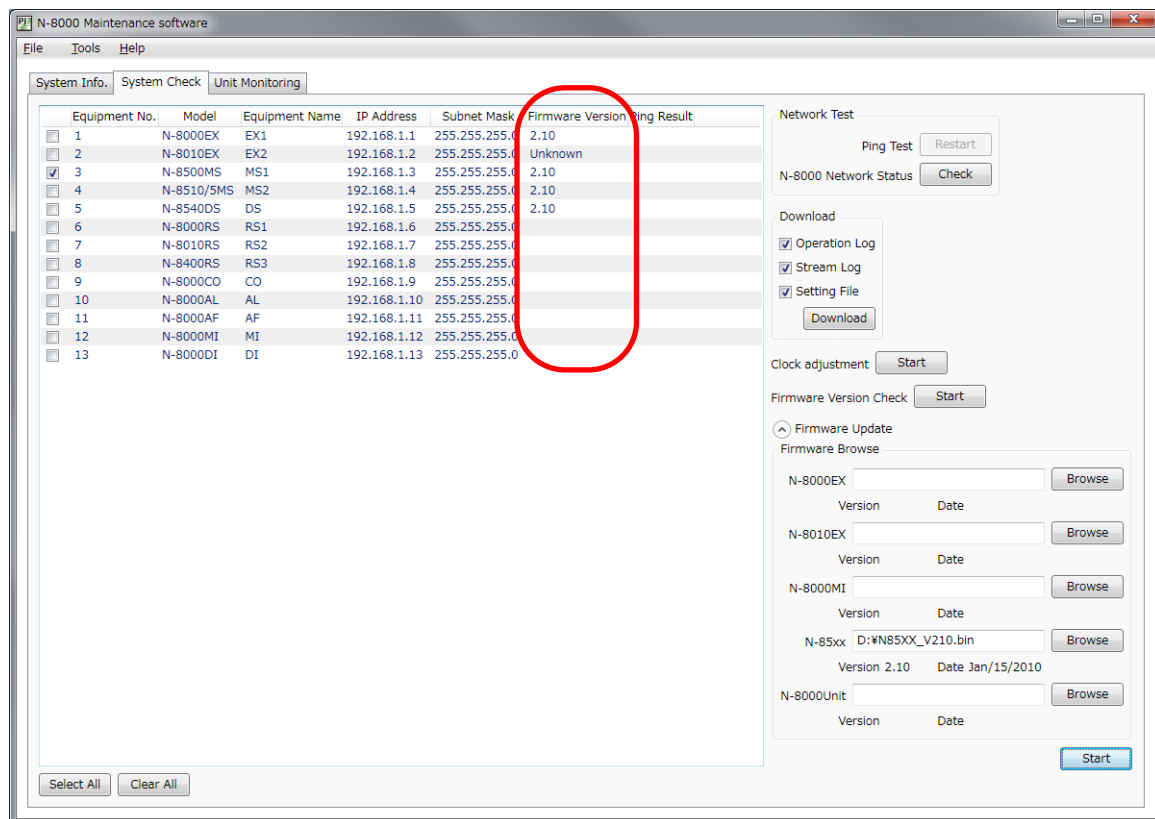 N-8000 Maintenance software
File Tools Help
System Info. System Check Unit Monitoring
Equipment No. Model Equipment Name IP Address Subnet Mask Firmware Version Ping Result
1 N-8000EX EX1 192.168.1.1 255.255.255.0 2.10
2 N-8010EX EX2 192.168.1.2 255.255.255.0 Unknown
3 N-8500MS MS1 192.168.1.3 255.255.255.0 2.10
4 N-8510/5MS MS2 192.168.1.4 255.255.255.0 2.10
5 N-8540DS DS 192.168.1.5 255.255.255.0 2.10
6 N-8000RS RS1 192.168.1.6 255.255.255.0
7 N-8010RS RS2 192.168.1.7 255.255.255.0
8 N-8400RS RS3 192.168.1.8 255.255.255.0
9 N-8000CO CO 192.168.1.9 255.255.255.0
10 N-8000AL AL 192.168.1.10 255.255.255.0
11 N-8000AF AF 192.168.1.11 255.255.255.0
12 N-8000MI MI 192.168.1.12 255.255.255.0
13 N-8000DI DI 192.168.1.13 255.255.255.0
Select All Clear All
Network Test
Ping Test Restart
N-8000 Network Status Check
Download
Operation Log
Stream Log
Setting File
Download
Clock adjustment Start
Firmware Version Check Start
Firmware Update
Firmware Browse
N-8000EX Browse
Version Date
N-8010EX Browse
Version Date
N-8000MI Browse
Version Date
N-85xx D:¥N85XX_V210.bin Browse
Version 2.10 Date Jan/15/2010
N-8000Unit Browse
Version Date
Start